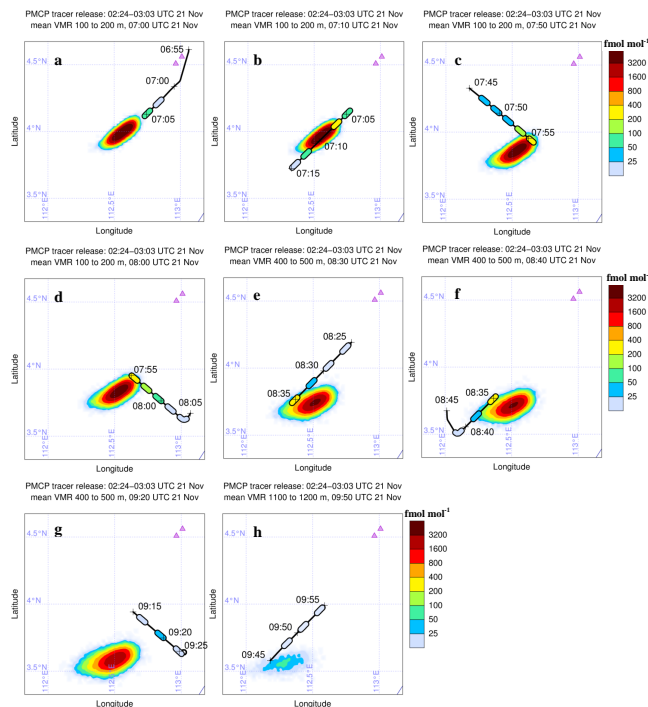 PMCP tracer release: 02:24–03:03 UTC 21 Nov
mean VMR 100 to 200 m, 07:00 UTC 21 Nov
PMCP tracer release: 02:24–03:03 UTC 21 Nov
mean VMR 100 to 200 m, 07:10 UTC 21 Nov
PMCP tracer release: 02:24–03:03 UTC 21 Nov
mean VMR 100 to 200 m, 07:50 UTC 21 Nov
fmol mol-1
a
06:55
07:00
07:05
4.5°N
4°N
3.5°N
112°E
112.5°E
113°E
Latitude
Longitude
b
07:05
07:10
07:15
4.5°N
4°N
3.5°N
112°E
112.5°E
113°E
Latitude
Longitude
c
07:45
07:50
07:55
4.5°N
4°N
3.5°N
112°E
112.5°E
113°E
Latitude
Longitude
3200
1600
800
400
200
100
50
25
PMCP tracer release: 02:24–03:03 UTC 21 Nov
mean VMR 100 to 200 m, 08:00 UTC 21 Nov
PMCP tracer release: 02:24–03:03 UTC 21 Nov
mean VMR 400 to 500 m, 08:30 UTC 21 Nov
PMCP tracer release: 02:24–03:03 UTC 21 Nov
mean VMR 400 to 500 m, 08:40 UTC 21 Nov
fmol mol-1
d
07:55
08:00
08:05
4.5°N
4°N
3.5°N
112°E
112.5°E
113°E
Latitude
Longitude
e
08:25
08:30
08:35
4.5°N
4°N
3.5°N
112°E
112.5°E
113°E
Latitude
Longitude
f
08:35
08:45
08:40
4.5°N
4°N
3.5°N
112°E
112.5°E
113°E
Latitude
Longitude
3200
1600
800
400
200
100
50
25
PMCP tracer release: 02:24–03:03 UTC 21 Nov
mean VMR 400 to 500 m, 09:20 UTC 21 Nov
PMCP tracer release: 02:24–03:03 UTC 21 Nov
mean VMR 1100 to 1200 m, 09:50 UTC 21 Nov
fmol mol-1
g
09:15
09:20
09:25
4.5°N
4°N
3.5°N
112°E
112.5°E
113°E
Latitude
Longitude
h
09:55
09:50
09:45
4.5°N
4°N
3.5°N
112°E
112.5°E
113°E
Latitude
Longitude
3200
1600
800
400
200
100
50
25